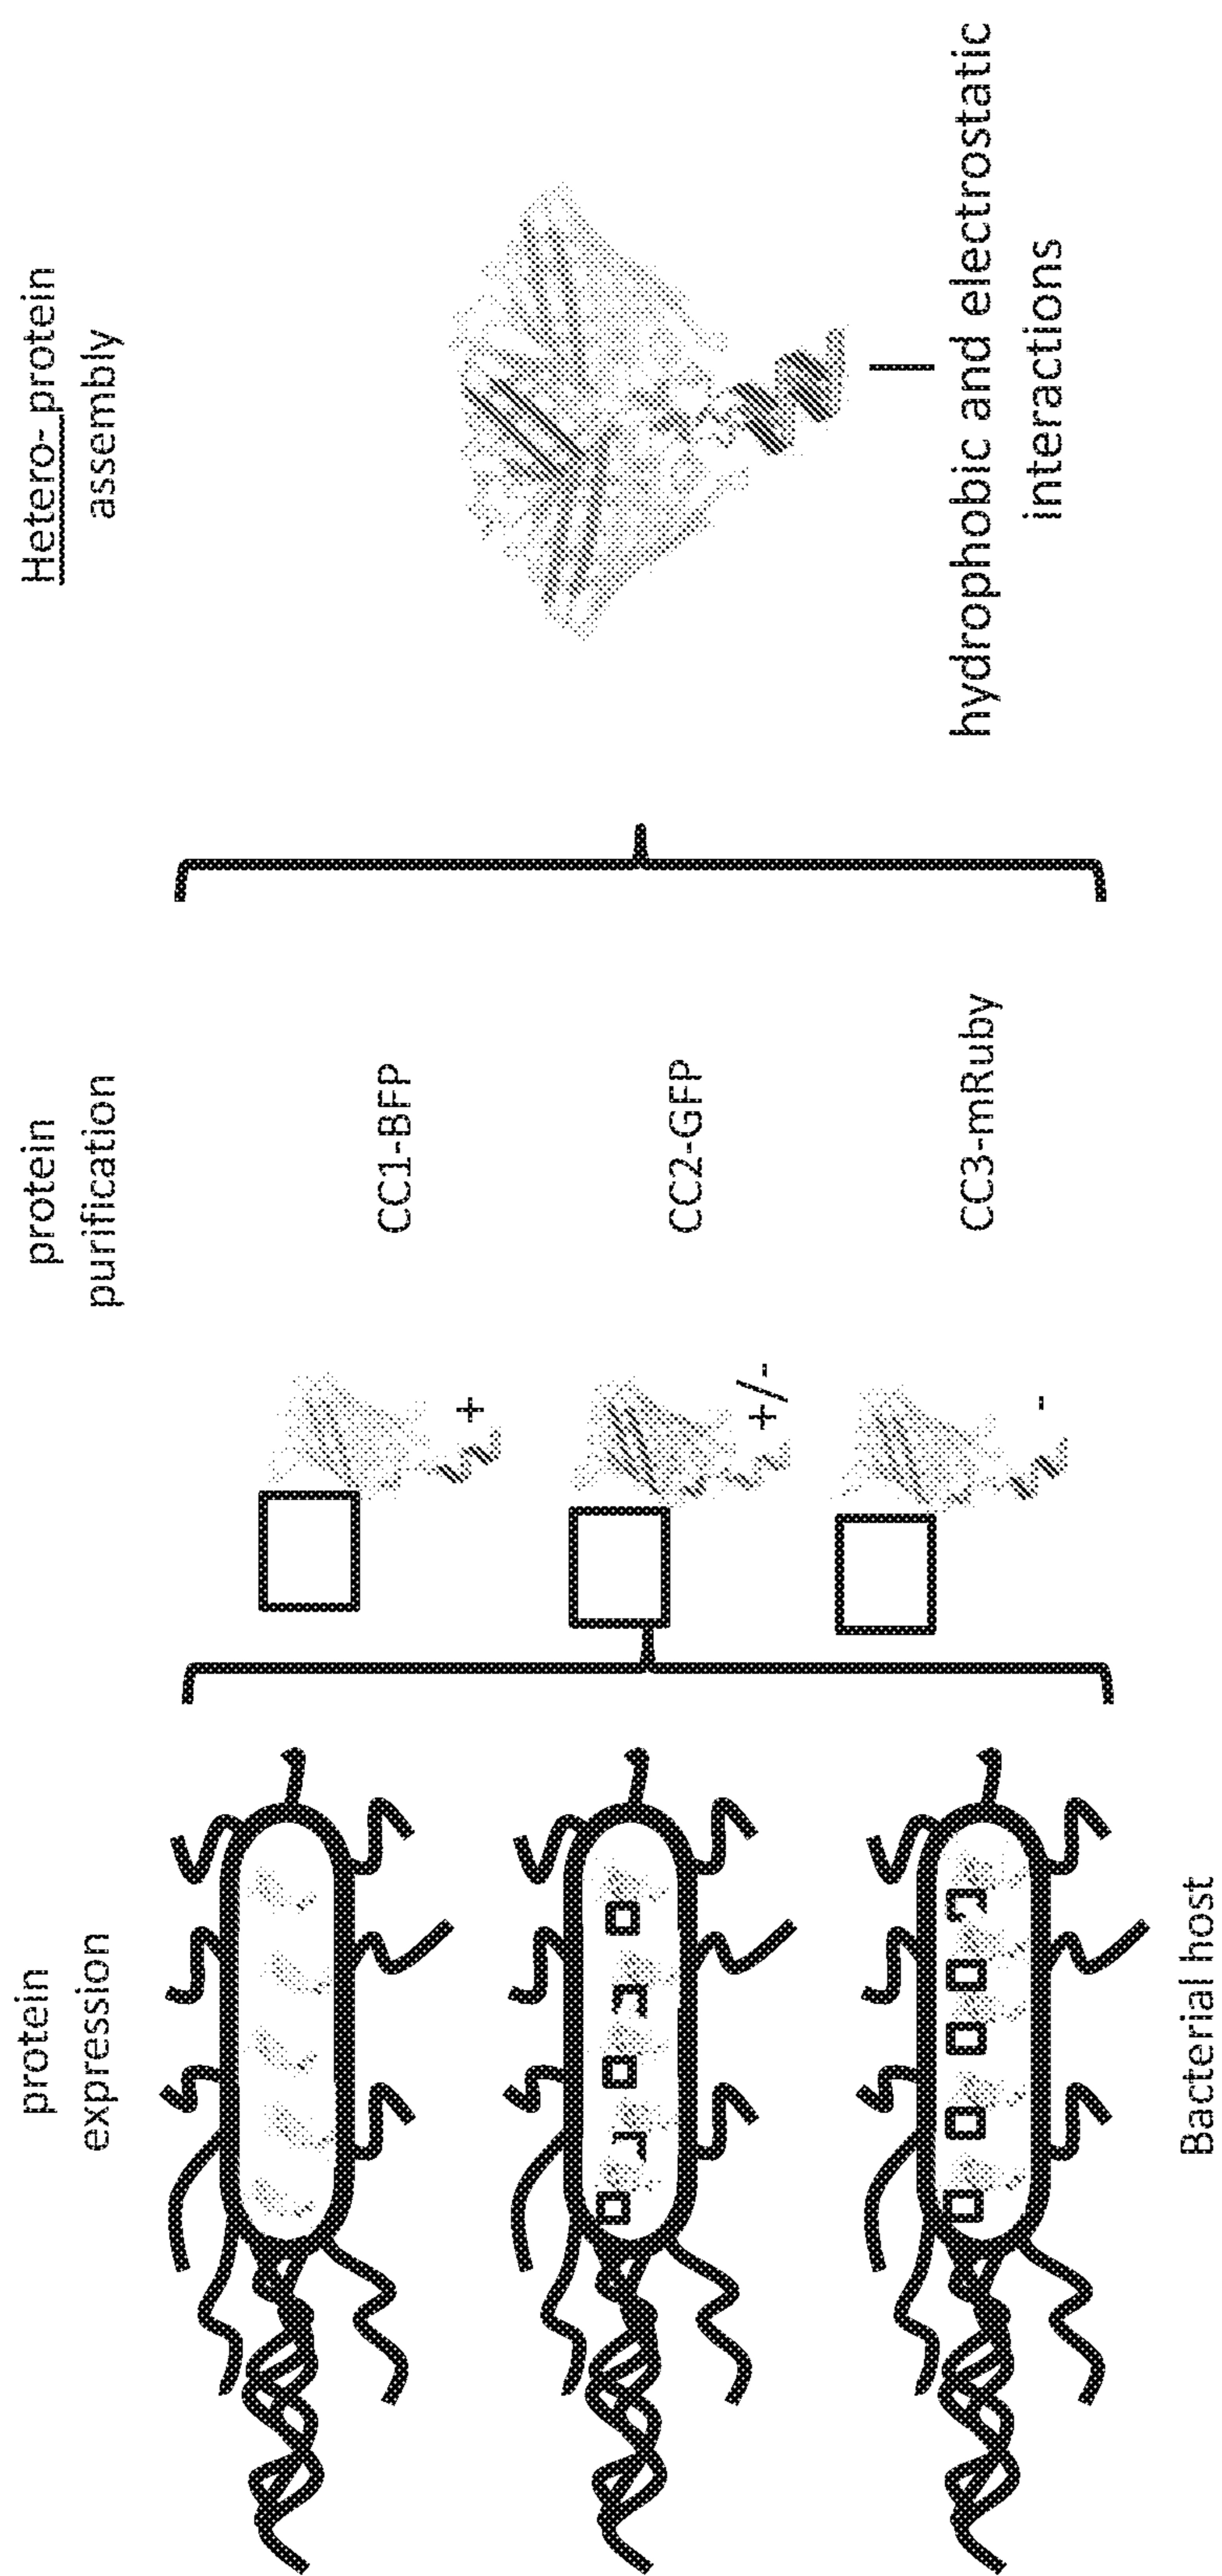 protein
expression
protein
purification
Hetero- protein
assembly
+
CC1-BFP
+/-
CC2-GFP
-
CC3-mRuby
hydrophobic and electrostatic
interactions
Bacterial host